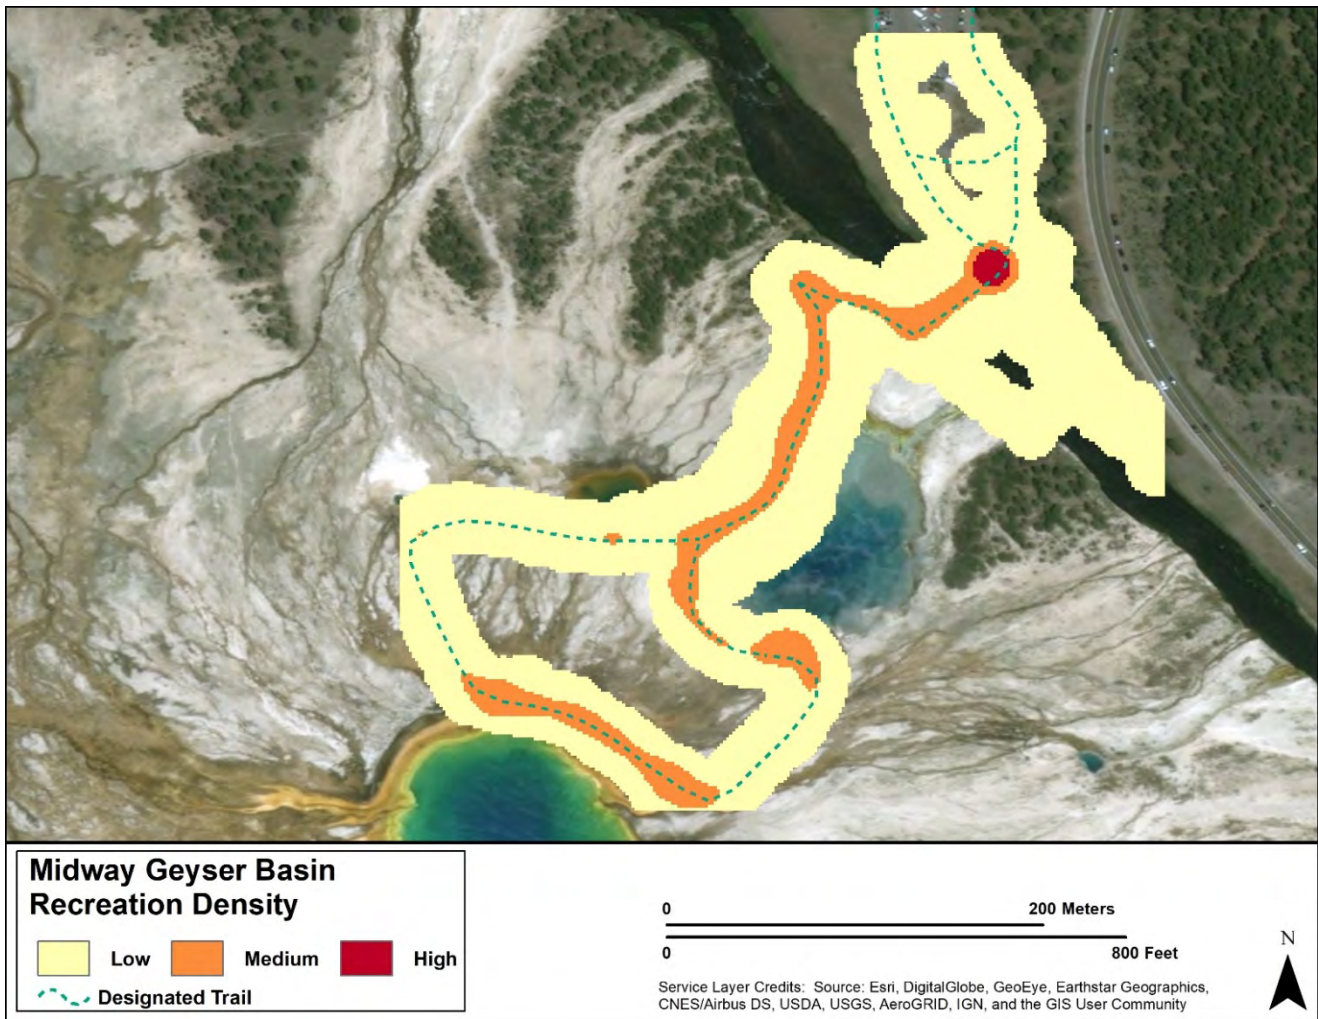 Midway Geyser Basin
Recreation Density
Low Medium High
Designated Trail
0 200 Meters
0 800 Feet
N
Service Layer Credits: Source: Esri, DigitalGlobe, GeoEye, Earthstar Geographics,
CNES/Airbus DS, USDA, USGS, AeroGRID, IGN, and the GIS User Community